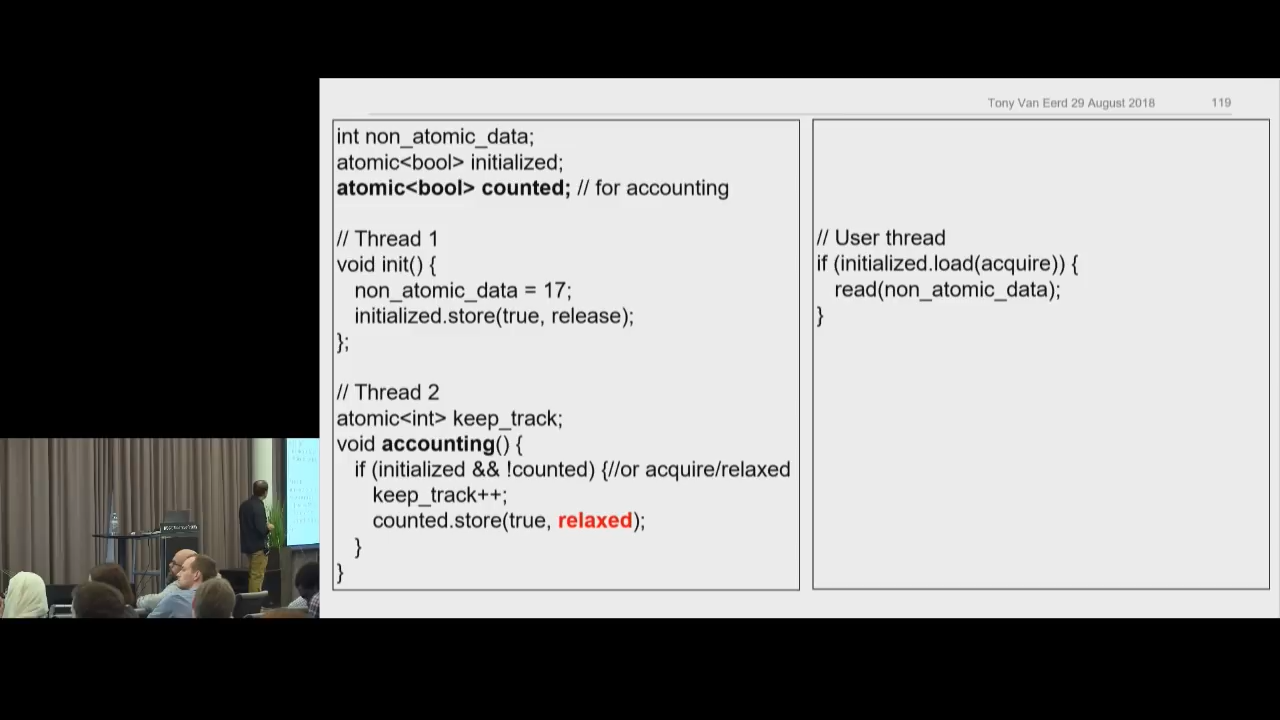 Tony Van Eerd 29 August 2018 119
int non_atomic_data;
atomic<bool> initialized;
atomic<bool> counted; // for accounting
// Thread 1
void init() {
non_atomic_data = 17;
initialized.store(true, release);
};
// Thread 2
atomic<int> keep_track;
void accounting() {
if (initialized && !counted) {//or acquire/relaxed
keep_track++;
counted.store(true, relaxed);
}
}
// User thread
if (initialized.load(acquire)) {
read(non_atomic_data);
}